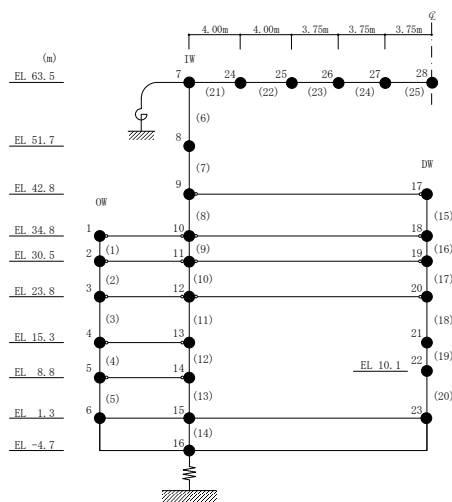 ℄
4.00m 4.00m 3.75m 3.75m 3.75m
(m) IW
EL 63.5 7 24 25 26 27 28
(21) (22) (23) (24) (25)
(6)
EL 51.7 8
(7) DW
EL 42.8 9 17
OW (8) (15)
EL 34.8 1 10 18
(1) (9) (16)
EL 30.5 2 11 19
(2) (10) (17)
EL 23.8 3 12 20
(3) (11) (18)
EL 15.3 4 13 21
(4) (12) (19)
EL 10.1 22
EL 8.8 5 14
(5) (13) (20)
EL 1.3 6 15 23
(14)
EL -4.7 16